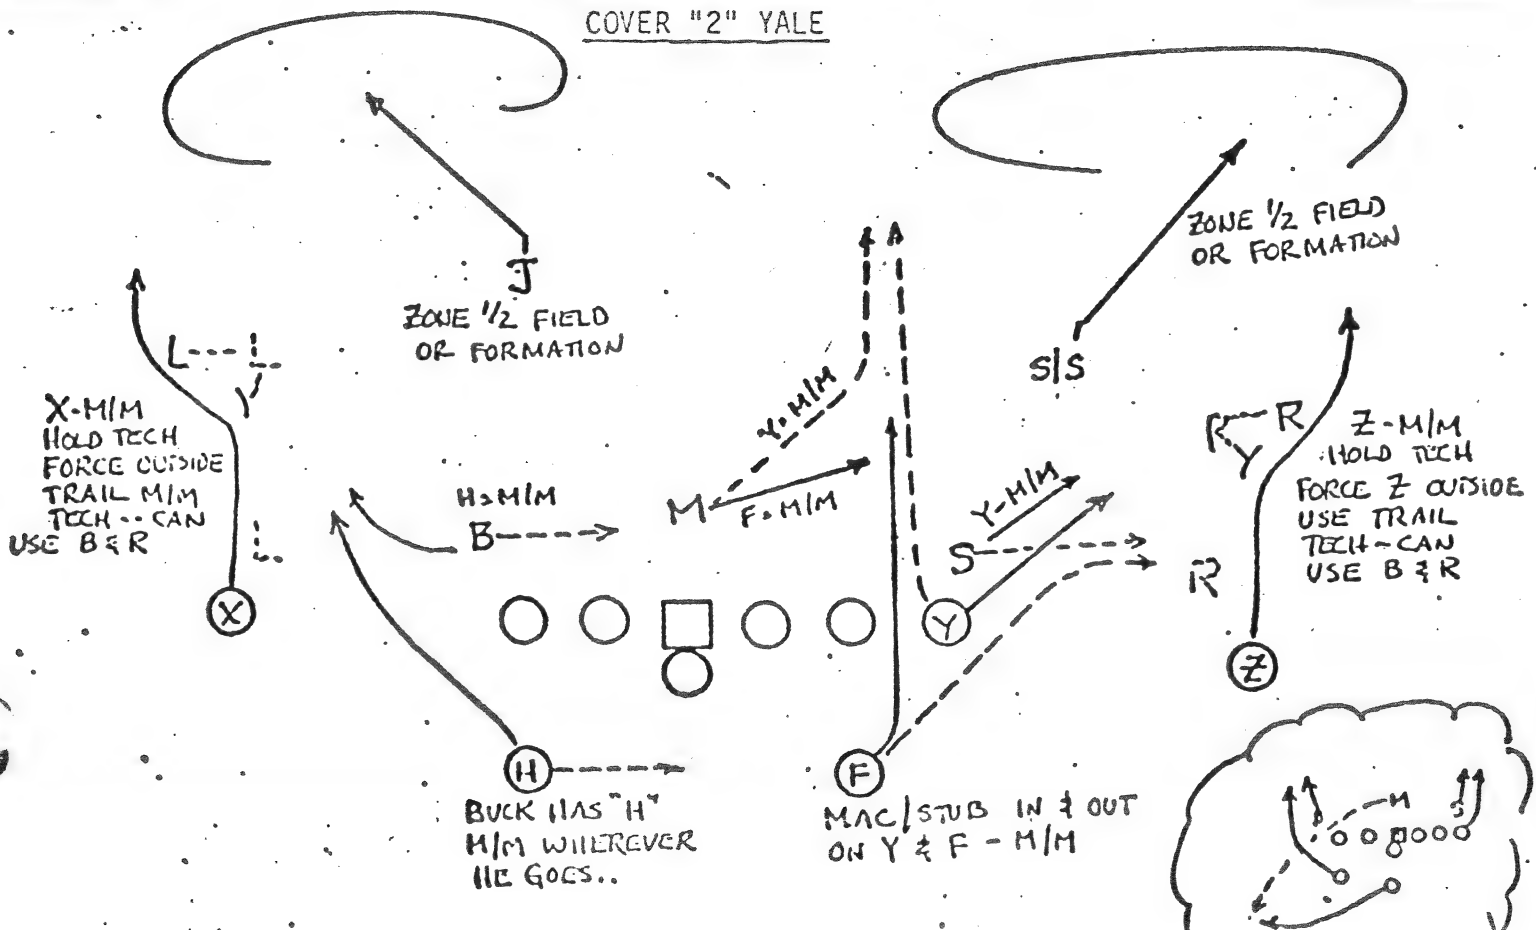 COVER "2" YALE
J
ZONE 1/2 FIELD
OR FORMATION
ZONE 1/2 FIELD
OR FORMATION
S/S
L
L
X-M/M
HOLD TECH
FORCE OUTSIDE
TRAIL M/M
TECH-- CAN
USE B & R
L
R
R
Z-M/M
HOLD TECH
FORCE Z OUTSIDE
USE TRAIL
TECH-CAN
USE B & R
R
H=M/M
B
M
Y=M/M
F=M/M
Y-M/M
S
X
Y
Z
H
F
BUCK HAS "H"
M/M WHEREVER
HE GOES..
MAC/STUB IN & OUT
ON Y & F - M/M
M
S